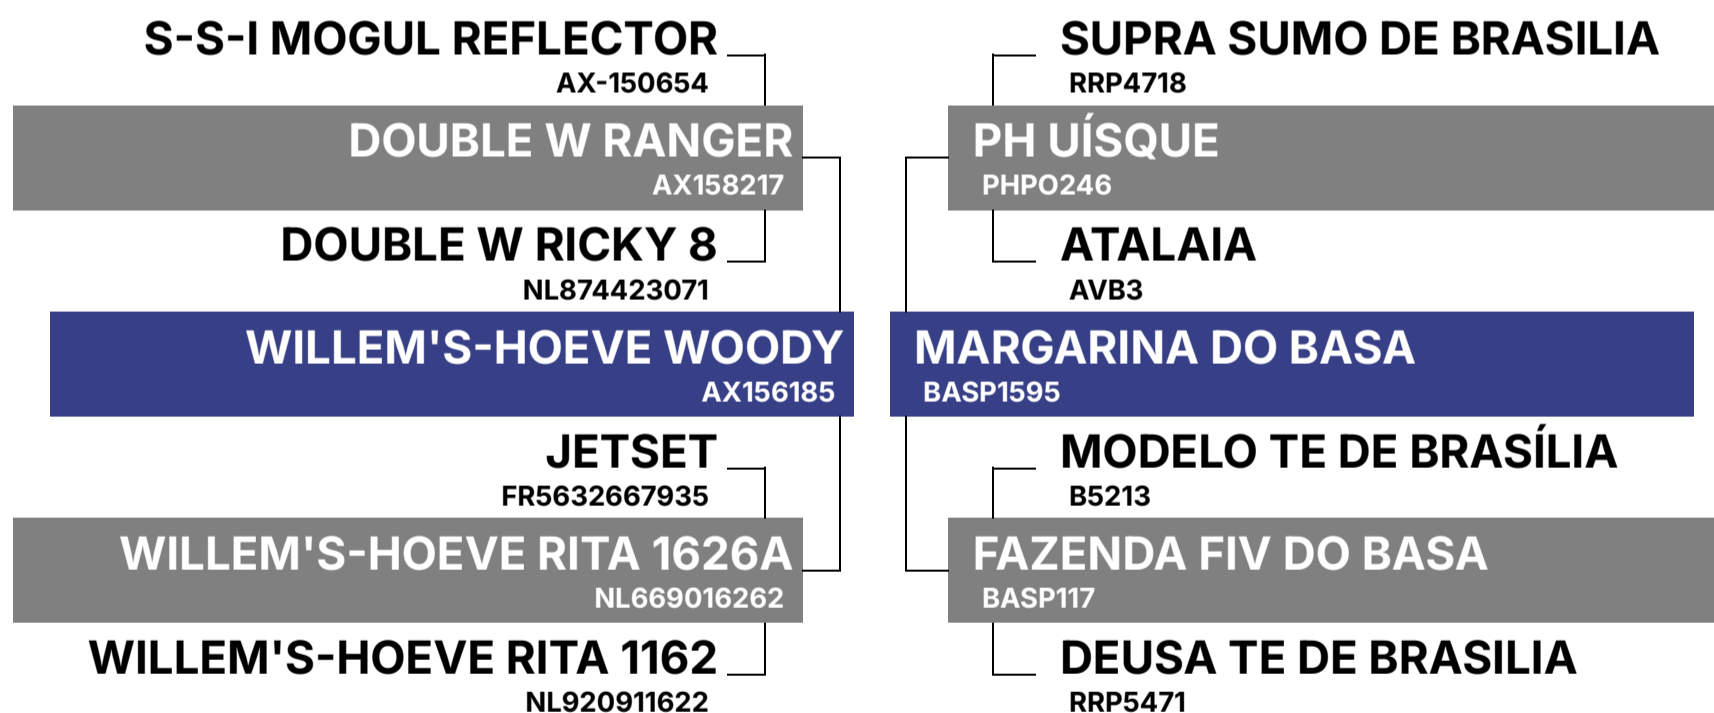 S-S-I MOGUL REFLECTOR
AX-150654
DOUBLE W RANGER
AX158217
DOUBLE W RICKY 8
NL874423071
WILLEM'S-HOEVE WOODY
AX156185
JETSET
FR5632667935
WILLEM'S-HOEVE RITA 1626A
NL669016262
WILLEM'S-HOEVE RITA 1162
NL920911622
SUPRA SUMO DE BRASILIA
RRP4718
PH UÍSQUE
PHPO246
ATALAIA
AVB3
MARGARINA DO BASA
BASP1595
MODELO TE DE BRASÍLIA
B5213
FAZENDA FIV DO BASA
BASP117
DEUSA TE DE BRASILIA
RRP5471